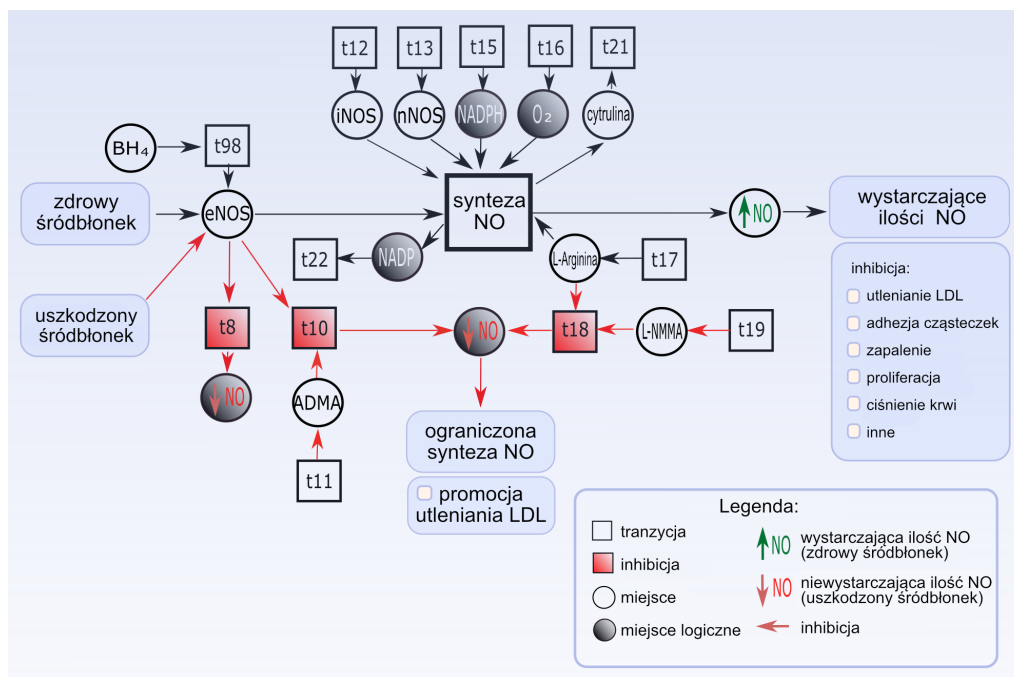 t12
t13
t15
t16
t21
iNOS
nNOS
NADPH
O₂
cytrulina
BH₄
t98
zdrowy
śródbłonek
eNOS
synteza
NO
NO
wystarczające
ilości NO
t22
NADP
L-Arginina
t17
uszkodzony
śródbłonek
t8
t10
NO
t18
L-NMMA
t19
inhibicja:
utlenianie LDL
adhezja cząsteczek
zapalenie
proliferacja
ciśnienie krwi
inne
NO
ADMA
t11
ograniczona
synteza NO
promocja
utleniania LDL
Legenda:
tranzycja
inhibicja
miejsce
miejsce logiczne
NO
wystarczająca ilość NO
(zdrowy śródbłonek)
NO
niewystarczająca ilość NO
(uszkodzony śródbłonek)
inhibicja